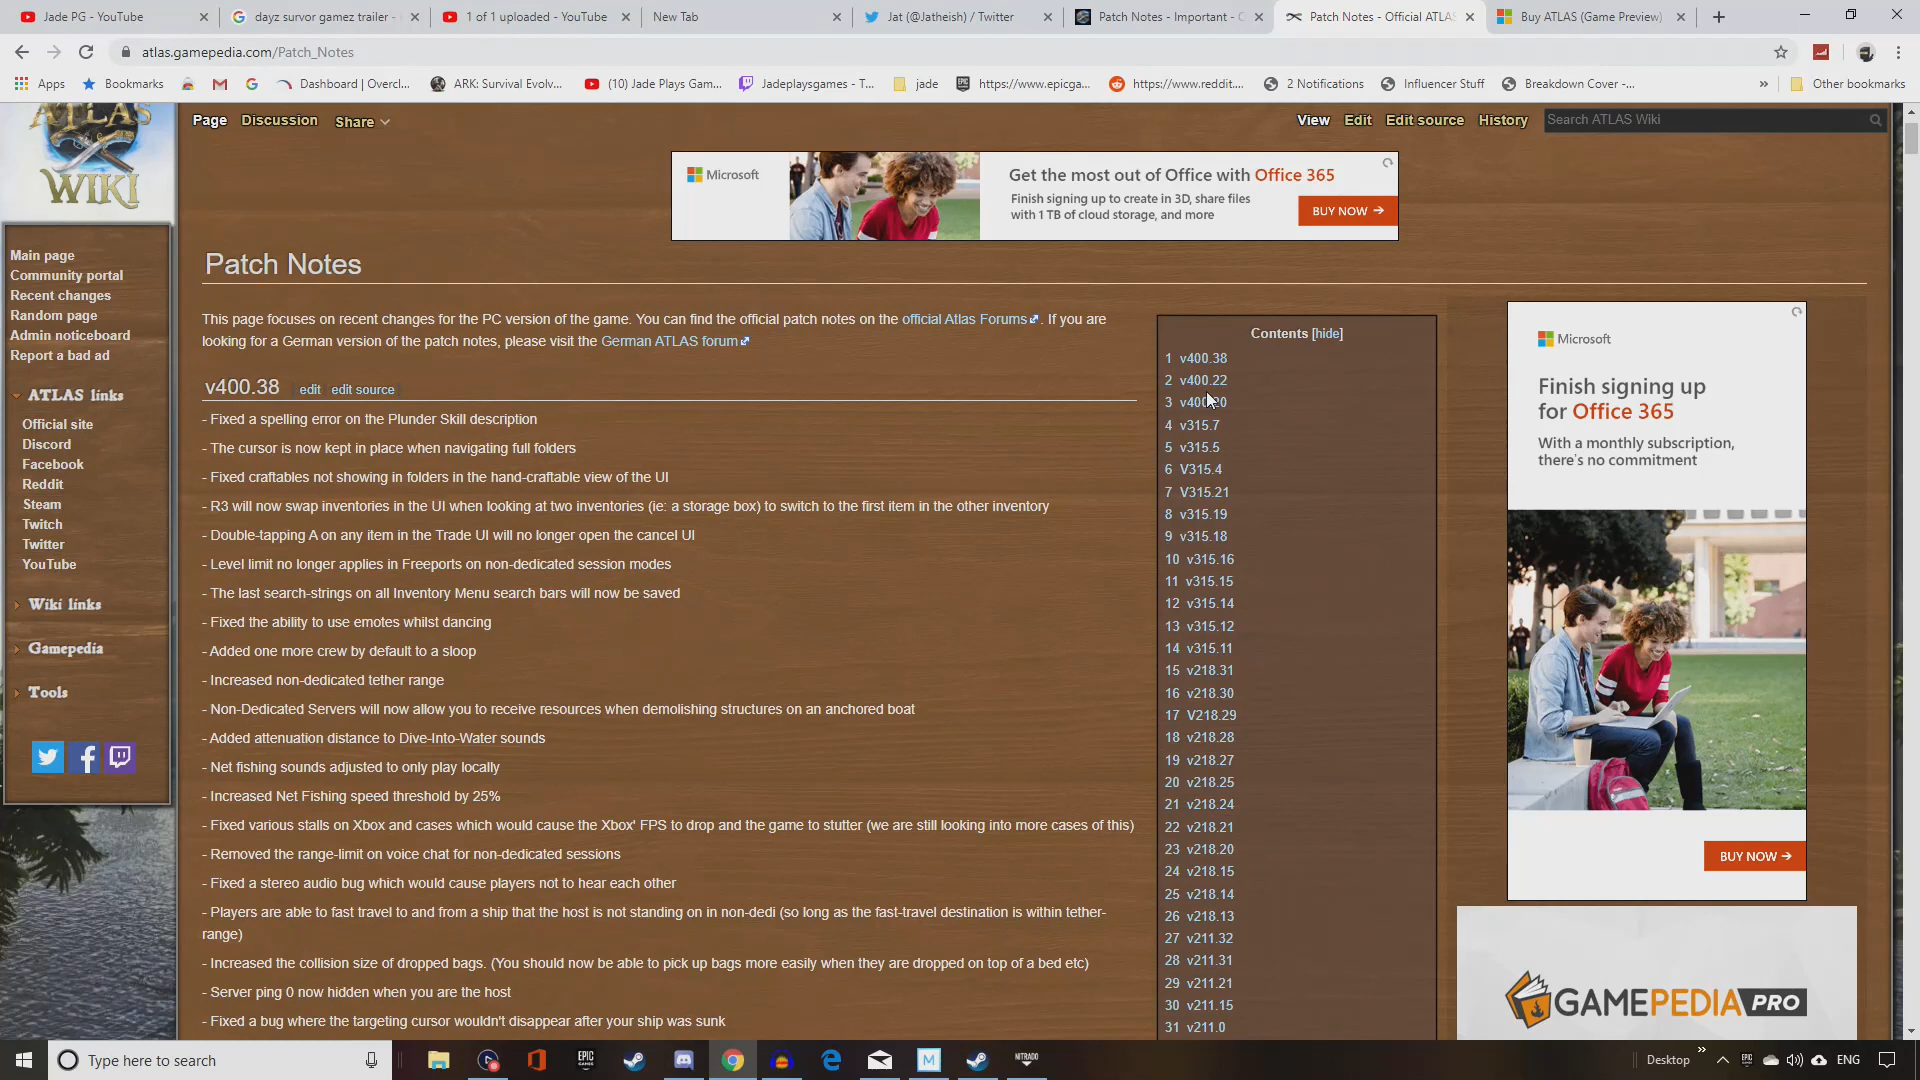 Jade PG - YouTube
dayz survor gamez trailer -
1 of 1 uploaded - YouTube
New Tab
Jat (@Jatheish) / Twitter
Patch Notes - Important - C
Patch Notes - Official ATLAS
Buy ATLAS (Game Preview)
atlas.gamepedia.com/Patch_Notes
Apps
Bookmarks
Dashboard | Overcl...
ARK: Survival Evolv...
(10) Jade Plays Gam...
Jadeplaysgames - T...
jade
https://www.epicga...
https://www.reddit....
2 Notifications
Influencer Stuff
Breakdown Cover -...
»
Other bookmarks
ATLAS
WIKI
Page
Discussion
Share
View
Edit
Edit source
History
Search ATLAS Wiki
Microsoft
Get the most out of Office with Office 365
Finish signing up to create in 3D, share files
with 1 TB of cloud storage, and more
BUY NOW →
Main page
Community portal
Recent changes
Random page
Admin noticeboard
Report a bad ad
ATLAS links
Official site
Discord
Facebook
Reddit
Steam
Twitch
Twitter
YouTube
Wiki links
Gamepedia
Tools
Patch Notes
This page focuses on recent changes for the PC version of the game. You can find the official patch notes on the official Atlas Forums. If you are
looking for a German version of the patch notes, please visit the German ATLAS forum
v400.38 edit edit source
- Fixed a spelling error on the Plunder Skill description
- The cursor is now kept in place when navigating full folders
- Fixed craftables not showing in folders in the hand-craftable view of the UI
- R3 will now swap inventories in the UI when looking at two inventories (ie: a storage box) to switch to the first item in the other inventory
- Double-tapping A on any item in the Trade UI will no longer open the cancel UI
- Level limit no longer applies in Freeports on non-dedicated session modes
- The last search-strings on all Inventory Menu search bars will now be saved
- Fixed the ability to use emotes whilst dancing
- Added one more crew by default to a sloop
- Increased non-dedicated tether range
- Non-Dedicated Servers will now allow you to receive resources when demolishing structures on an anchored boat
- Added attenuation distance to Dive-Into-Water sounds
- Net fishing sounds adjusted to only play locally
- Increased Net Fishing speed threshold by 25%
- Fixed various stalls on Xbox and cases which would cause the Xbox' FPS to drop and the game to stutter (we are still looking into more cases of this)
- Removed the range-limit on voice chat for non-dedicated sessions
- Fixed a stereo audio bug which would cause players not to hear each other
- Players are able to fast travel to and from a ship that the host is not standing on in non-dedi (so long as the fast-travel destination is within tether-
range)
- Increased the collision size of dropped bags. (You should now be able to pick up bags more easily when they are dropped on top of a bed etc)
- Server ping 0 now hidden when you are the host
- Fixed a bug where the targeting cursor wouldn't disappear after your ship was sunk
Contents [hide]
1 v400.38
2 v400.22
3 v400.20
4 v315.7
5 v315.5
6 V315.4
7 V315.21
8 v315.19
9 v315.18
10 v315.16
11 v315.15
12 v315.14
13 v315.12
14 v315.11
15 v218.31
16 v218.30
17 V218.29
18 v218.28
19 v218.27
20 v218.25
21 v218.24
22 v218.21
23 v218.20
24 v218.15
25 v218.14
26 v218.13
27 v211.32
28 v211.31
29 v211.21
30 v211.15
31 v211.0
Microsoft
Finish signing up
for Office 365
With a monthly subscription,
there's no commitment
BUY NOW →
GAMEPEDIA PRO
Type here to search
EPIC
GAMES
M
NITRADO
Desktop
»
ENG